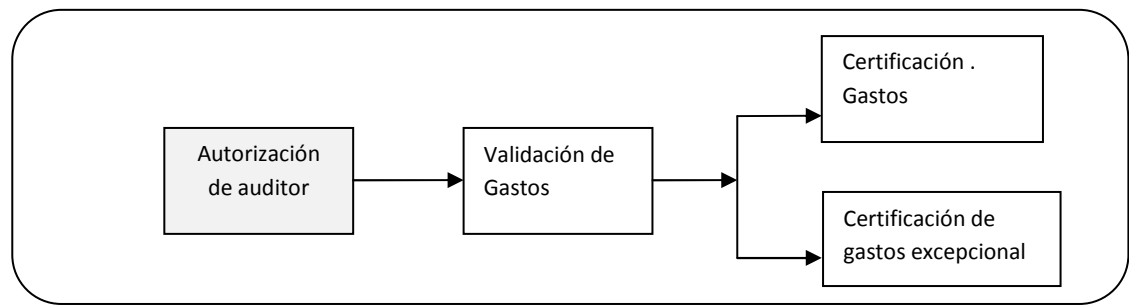 Autorización
de auditor
Validación de
Gastos
Certificación .
Gastos
Certificación de
gastos excepcional